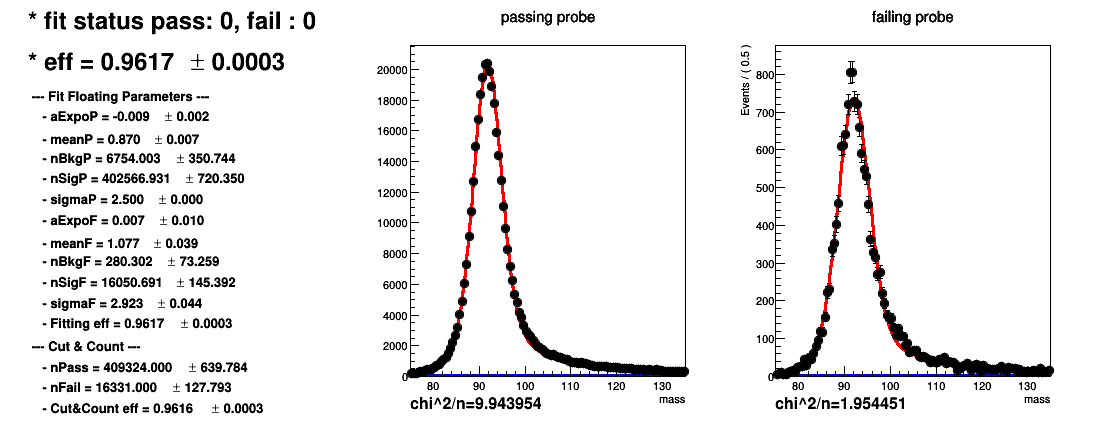 * fit status pass: 0, fail : 0
* eff = 0.9617 ± 0.0003
--- Fit Floating Parameters ---
- aExpoP = -0.009 ± 0.002
- meanP = 0.870 ± 0.007
- nBkgP = 6754.003 ± 350.744
- nSigP = 402566.931 ± 720.350
- sigmaP = 2.500 ± 0.000
- aExpoF = 0.007 ± 0.010
- meanF = 1.077 ± 0.039
- nBkgF = 280.302 ± 73.259
- nSigF = 16050.691 ± 145.392
- sigmaF = 2.923 ± 0.044
- Fitting eff = 0.9617 ± 0.0003
--- Cut & Count ---
- nPass = 409324.000 ± 639.784
- nFail = 16331.000 ± 127.793
- Cut&Count eff = 0.9616 ± 0.0003
passing probe
20000
18000
16000
14000
12000
10000
8000
6000
4000
2000
0
80 90 100 110 120 130
mass
chi^2/n=9.943954
failing probe
Events / ( 0.5 )
800
700
600
500
400
300
200
100
0
80 90 100 110 120 130
mass
chi^2/n=1.954451